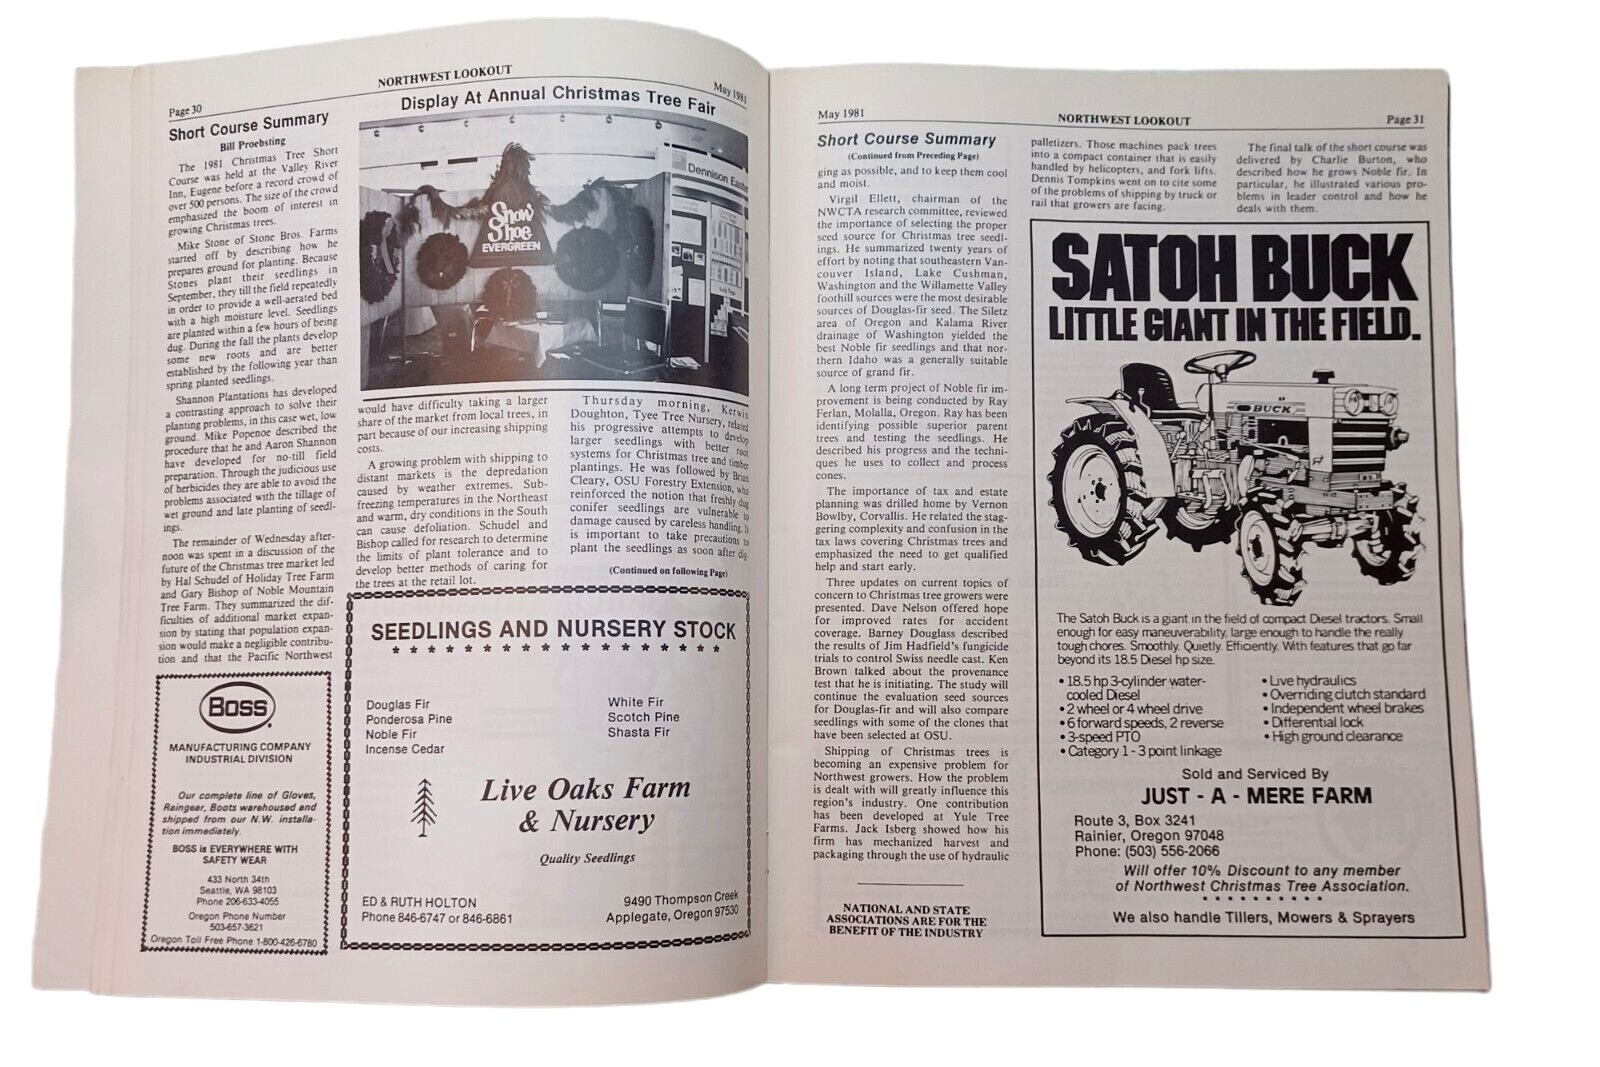 Page 30
NORTHWEST LOOKOUT
May 1981
Short Course Summary
Bill Proebsting
The 1981 Christmas Tree Short
Course was held at the Valley River
Inn, Eugene before a record crowd of
over 500 persons. The size of the crowd
emphasized the boom of interest in
growing Christmas trees.
Mike Stone of Stone Bros. Farms
started off by describing how he
prepares ground for planting. Because
Stones plant their seedlings in
September, they till the field repeatedly
in order to provide a well-aerated bed
with a high moisture level. Seedlings
are planted within a few hours of being
dug. During the fall the plants develop
some new roots and are better
established by the following year than
spring planted seedlings.
Shannon Plantations has developed
a contrasting approach to solve their
planting problems, in this case wet, low
ground. Mike Popenoe described the
procedure that he and Aaron Shannon
have developed for no-till field
preparation. Through the judicious use
of herbicides they are able to avoid the
problems associated with the tillage of
wet ground and late planting of seedl-
ings.
The remainder of Wednesday after-
noon was spent in a discussion of the
future of the Christmas tree market led
by Hal Schudel of Holiday Tree Farm
and Gary Bishop of Noble Mountain
Tree Farm. They summarized the dif-
ficulties of additional market expan-
sion by stating that population expan-
sion would make a negligible contribu-
tion and that the Pacific Northwest
Display At Annual Christmas Tree Fair
Snow
Shoe
EVERGREEN
Dennison Easte
would have difficulty taking a larger
share of the market from local trees, in
part because of our increasing shipping
costs.
A growing problem with shipping to
distant markets is the depredation
caused by weather extremes. Sub-
freezing temperatures in the Northeast
and warm, dry conditions in the South
can cause defoliation. Schudel and
Bishop called for research to determine
the limits of plant tolerance and to
develop better methods of caring for
the trees at the retail lot.
Thursday morning, Kerwin
Doughton, Tyee Tree Nursery, related
his progressive attempts to develop
larger seedlings with better root
systems for Christmas tree and timber
plantings. He was followed by Brian
Cleary, OSU Forestry Extension, who
reinforced the notion that freshly dug
conifer seedlings are vulnerable to
damage caused by careless handling. It
is important to take precautions to
plant the seedlings as soon after dig-
(Continued on following Page)
Boss
MANUFACTURING COMPANY
INDUSTRIAL DIVISION
Our complete line of Gloves,
Raingear, Boots warehoused and
shipped from our N.W. installa-
tion immediately.
BOSS is EVERYWHERE WITH
SAFETY WEAR
433 North 34th
Seattle, WA 98103
Phone 206-633-4055
Oregon Phone Number
503-657-3621
Oregon Toll Free Phone 1-800-426-6780
SEEDLINGS AND NURSERY STOCK
* * * * * * * * * * * * * * * * * *
Douglas Fir
Ponderosa Pine
Noble Fir
Incense Cedar
White Fir
Scotch Pine
Shasta Fir
Live Oaks Farm
& Nursery
Quality Seedlings
ED & RUTH HOLTON
Phone 846-6747 or 846-6861
9490 Thompson Creek
Applegate, Oregon 97530
May 1981
NORTHWEST LOOKOUT
Page 31
Short Course Summary
(Continued from Preceding Page)
ging as possible, and to keep them cool
and moist.
Virgil Ellett, chairman of the
NWCTA research committee, reviewed
the importance of selecting the proper
seed source for Christmas tree seedl-
ings. He summarized twenty years of
effort by noting that southeastern Van-
couver Island, Lake Cushman,
Washington and the Willamette Valley
foothill sources were the most desirable
sources of Douglas-fir seed. The Siletz
area of Oregon and Kalama River
drainage of Washington yielded the
best Noble fir seedlings and that nor-
thern Idaho was a generally suitable
source of grand fir.
A long term project of Noble fir im-
provement is being conducted by Ray
Ferlan, Molalla, Oregon. Ray has been
identifying possible superior parent
trees and testing the seedlings. He
described his progress and the techni-
ques he uses to collect and process
cones.
The importance of tax and estate
planning was drilled home by Vernon
Bowlby, Corvallis. He related the stag-
gering complexity and confusion in the
tax laws covering Christmas trees and
emphasized the need to get qualified
help and start early.
Three updates on current topics of
concern to Christmas tree growers were
presented. Dave Nelson offered hope
for improved rates for accident
coverage. Barney Douglass described
the results of Jim Hadfield's fungicide
trials to control Swiss needle cast. Ken
Brown talked about the provenance
test that he is initiating. The study will
continue the evaluation seed sources
for Douglas-fir and will also compare
seedlings with some of the clones that
have been selected at OSU.
Shipping of Christmas trees is
becoming an expensive problem for
Northwest growers. How the problem
is dealt with will greatly influence this
region's industry. One contribution
has been developed at Yule Tree
Farms. Jack Isberg showed how his
firm has mechanized harvest and
packaging through the use of hydraulic
NATIONAL AND STATE
ASSOCIATIONS ARE FOR THE
BENEFIT OF THE INDUSTRY
palletizers. Those machines pack trees
into a compact container that is easily
handled by helicopters, and fork lifts.
Dennis Tompkins went on to cite some
of the problems of shipping by truck or
rail that growers are facing.
The final talk of the short course was
delivered by Charlie Burton, who
described how he grows Noble fir. In
particular, he illustrated various pro-
blems in leader control and how he
deals with them.
SATOH BUCK
LITTLE GIANT IN THE FIELD.
BUCK
The Satoh Buck is a giant in the field of compact Diesel tractors. Small
enough for easy maneuverability, large enough to handle the really
tough chores. Smoothly. Quietly. Efficiently. With features that go far
beyond its 18.5 Diesel hp size.
• 18.5 hp 3-cylinder water-
cooled Diesel
• 2 wheel or 4 wheel drive
• 6 forward speeds, 2 reverse
• 3-speed PTO
• Category 1 - 3 point linkage
• Live hydraulics
• Overriding clutch standard
• Independent wheel brakes
• Differential lock
• High ground clearance
Sold and Serviced By
JUST - A - MERE FARM
Route 3, Box 3241
Rainier, Oregon 97048
Phone: (503) 556-2066
Will offer 10% Discount to any member
of Northwest Christmas Tree Association.
* * * * * * * * * *
We also handle Tillers, Mowers & Sprayers